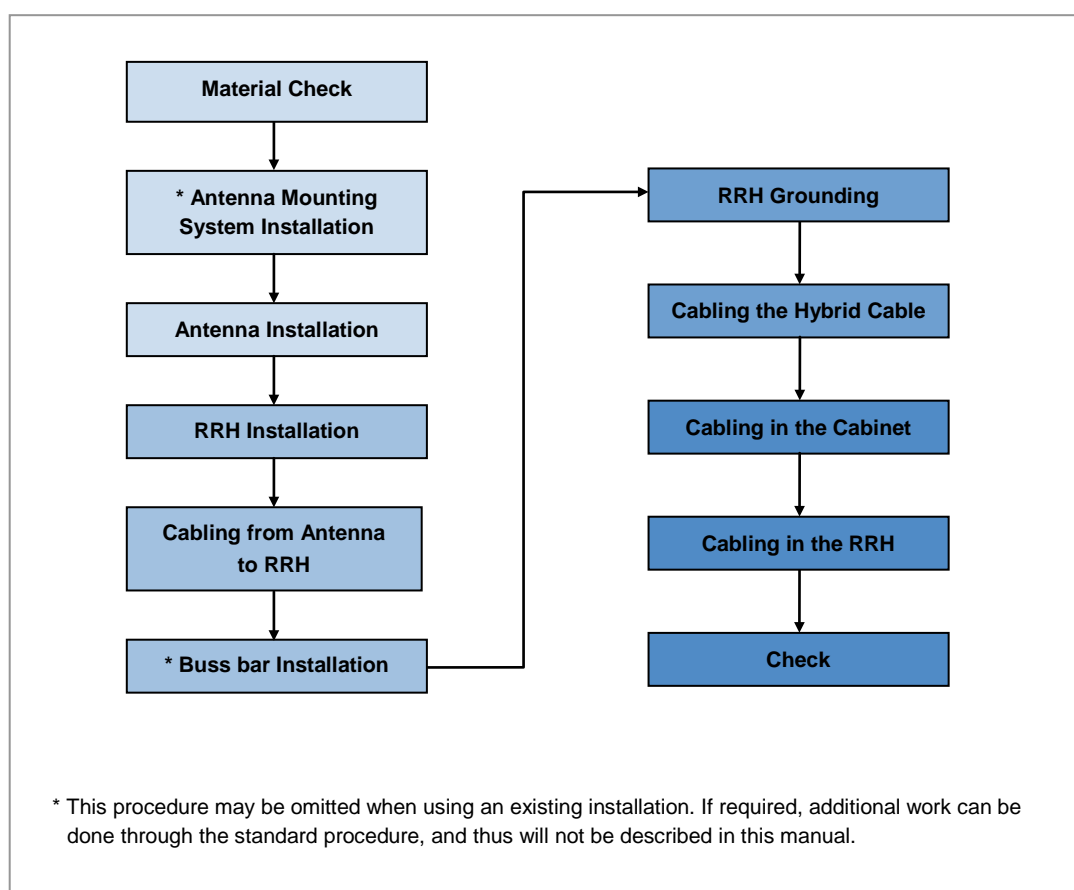 Material Check
* Antenna Mounting
System Installation
Antenna Installation
RRH Installation
Cabling from Antenna
to RRH
* Buss bar Installation
RRH Grounding
Cabling the Hybrid Cable
Cabling in the Cabinet
Cabling in the RRH
Check
* This procedure may be omitted when using an existing installation. If required, additional work can be
done through the standard procedure, and thus will not be described in this manual.